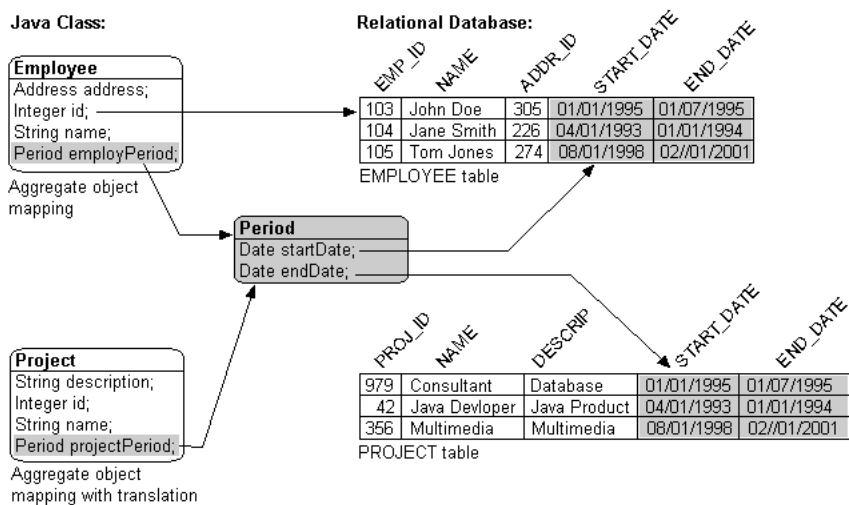 Java Class:
Relational Database:
Employee
Address address;
Integer id;
String name;
Period employPeriod;
Aggregate object
mapping
EMP_ID NAME ADDR_ID START_DATE END_DATE
103 John Doe 305 01/01/1995 01/07/1995
104 Jane Smith 226 04/01/1993 01/01/1994
105 Tom Jones 274 08/01/1998 02//01/2001
EMPLOYEE table
Period
Date startDate;
Date endDate;
Project
String description;
Integer id;
String name;
Period projectPeriod;
Aggregate object
mapping with translation
PROJ_ID NAME DESCRIP START_DATE END_DATE
979 Consultant Database 01/01/1995 01/07/1995
42 Java Devloper Java Product 04/01/1993 01/01/1994
356 Multimedia Multimedia 08/01/1998 02//01/2001
PROJECT table